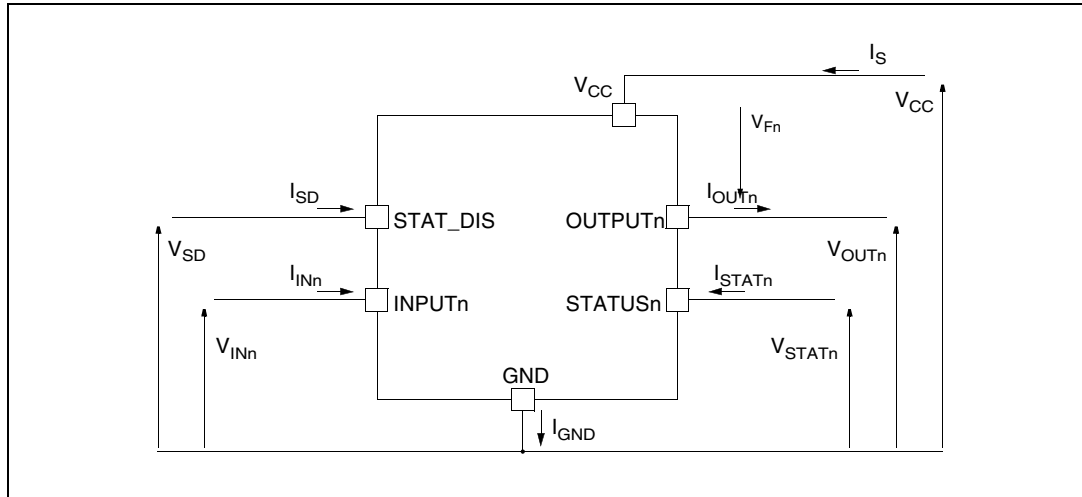 I_S
V_CC
V_CC
V_Fn
I_SD
I_OUTn
STAT_DIS
OUTPUTn
V_SD
V_OUTn
I_INn
I_STATn
INPUTn
STATUSn
V_INn
V_STATn
GND
I_GND